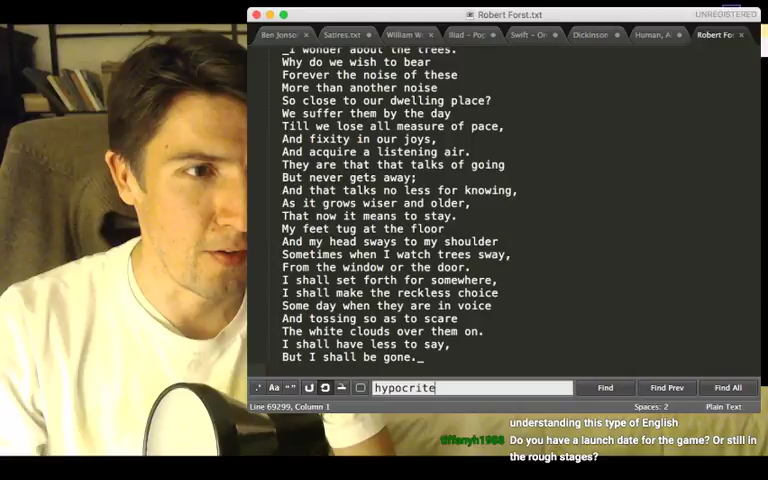 Robert Forst.txt
UNREGISTERED
Ben Jonso
Satires.txt
William W
Iliad - Pop
Swift - On
Dickinson
Human, A
Robert Fo
_I wonder about the trees.
Why do we wish to bear
Forever the noise of these
More than another noise
So close to our dwelling place?
We suffer them by the day
Till we lose all measure of pace,
And fixity in our joys,
And acquire a listening air.
They are that that talks of going
But never gets away;
And that talks no less for knowing,
As it grows wiser and older,
That now it means to stay.
My feet tug at the floor
And my head sways to my shoulder
Sometimes when I watch trees sway,
From the window or the door.
I shall set forth for somewhere,
I shall make the reckless choice
Some day when they are in voice
And tossing so as to scare
The white clouds over them on.
I shall have less to say,
But I shall be gone._
.* Aa “” hypocrite Find Find Prev Find All
Line 69299, Column 1 Spaces: 2 Plain Text
understanding this type of English
tiffanyh1988 Do you have a launch date for the game? Or still in
the rough stages?